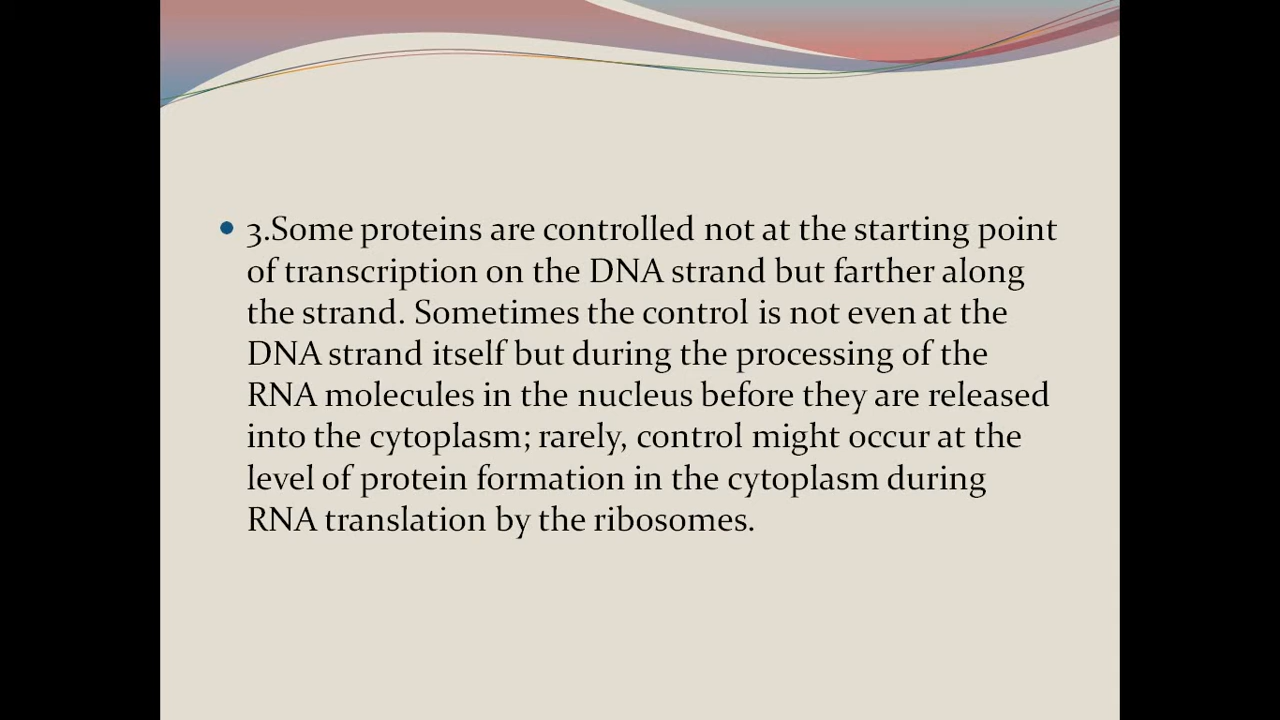 • 3.Some proteins are controlled not at the starting point
of transcription on the DNA strand but farther along
the strand. Sometimes the control is not even at the
DNA strand itself but during the processing of the
RNA molecules in the nucleus before they are released
into the cytoplasm; rarely, control might occur at the
level of protein formation in the cytoplasm during
RNA translation by the ribosomes.